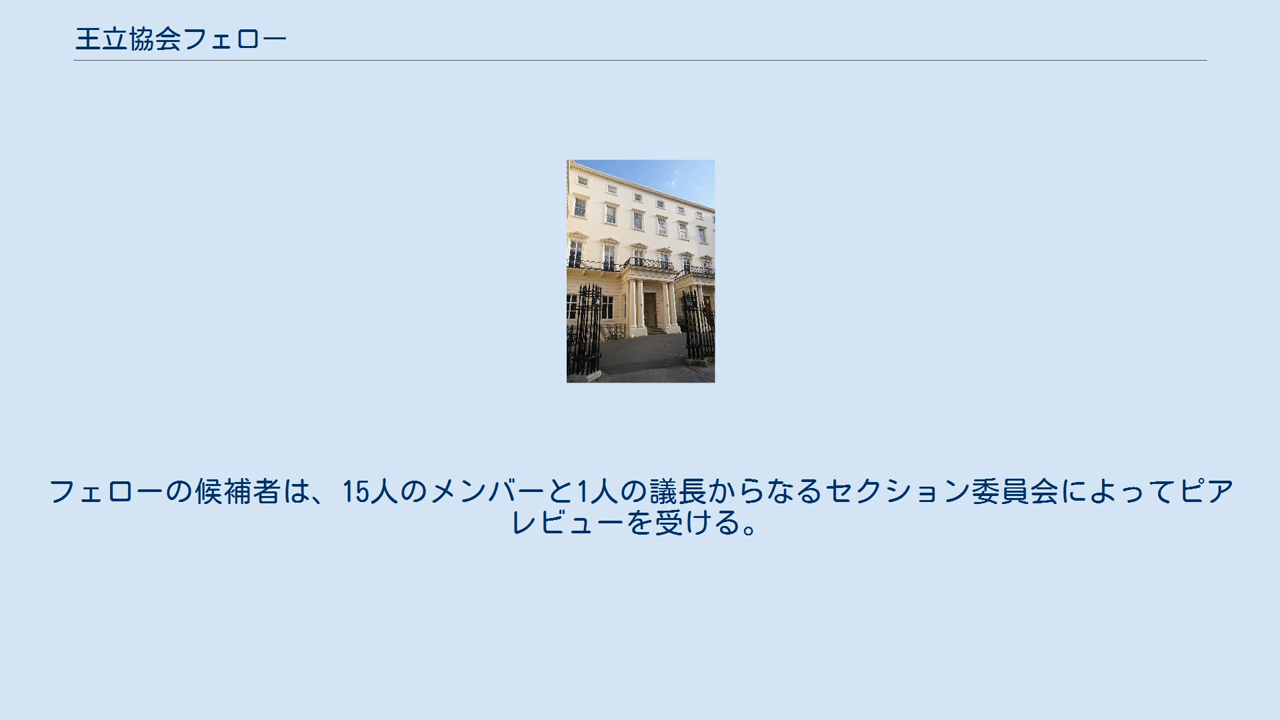 王立協会フェロー
フェローの候補者は、15人のメンバーと1人の議長からなるセクション委員会によってピア
レビューを受ける。